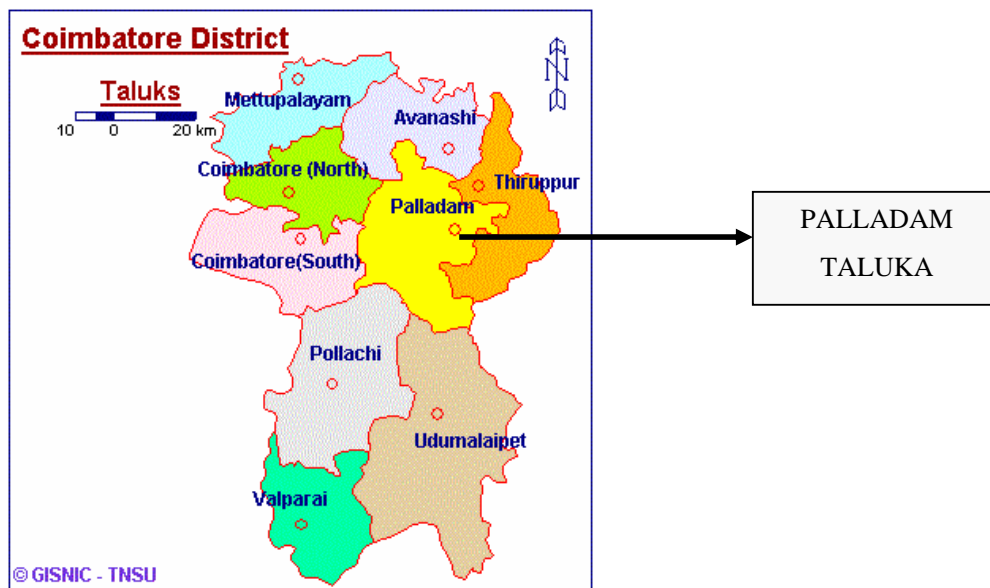 Coimbatore District
Taluks
10 0 20 km
N
Mettupalayam
Avanashi
Coimbatore (North)
Thiruppur
Palladam
Coimbatore(South)
PALLADAM
TALUKA
Pollachi
Udumalaipet
Valparai
© GISNIC - TNSU